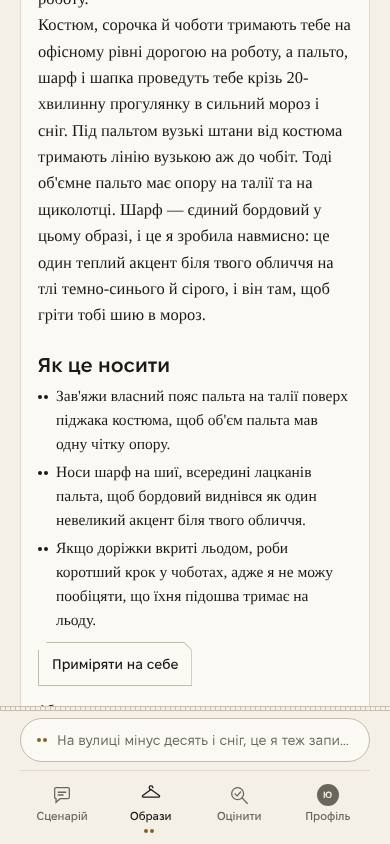 роботу.
Костюм, сорочка й чоботи тримають тебе на
офісному рівні дорогою на роботу, а пальто,
шарф і шапка проведуть тебе крізь 20-
хвилинну прогулянку в сильний мороз і
сніг. Під пальтом вузькі штани від костюма
тримають лінію вузькою аж до чобіт. Тоді
об'ємне пальто має опору на талії та на
щиколотці. Шарф — єдиний бордовий у
цьому образі, і це я зробила навмисно: це
один теплий акцент біля твого обличчя на
тлі темно-синього й сірого, і він там, щоб
гріти тобі шию в мороз.
Як це носити
Зав'яжи власний пояс пальта на талії поверх
піджака костюма, щоб об'єм пальта мав
одну чітку опору.
Носи шарф на шиї, всередині лацканів
пальта, щоб бордовий виднівся як один
невеликий акцент біля твого обличчя.
Якщо доріжки вкриті льодом, роби
коротший крок у чоботах, адже я не можу
пообіцяти, що їхня підошва тримає на
льоду.
Приміряти на себе
На вулиці мінус десять і сніг, це я теж запи...
Сценарій
Образи
Оцінити
Ю
Профіль